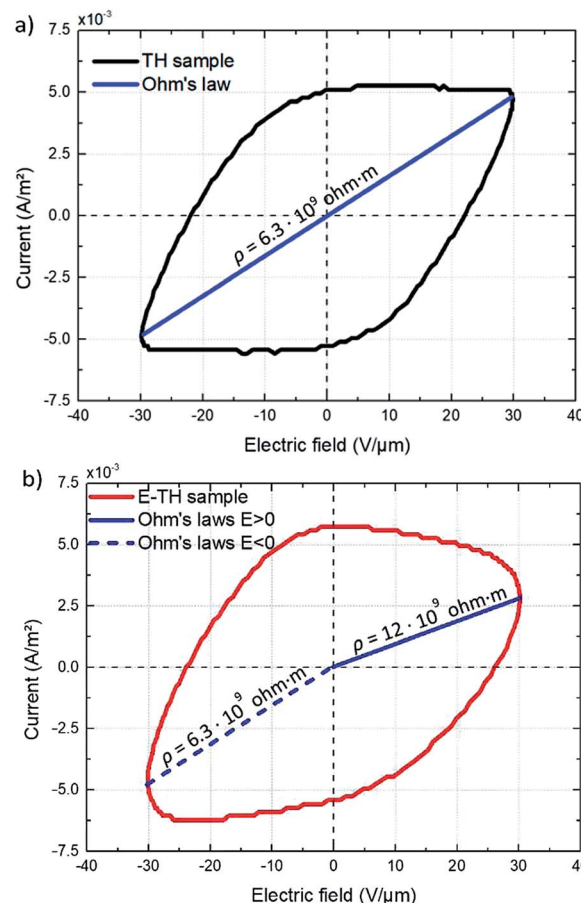 a)
x10⁻³
7.5
5.0
2.5
0.0
-2.5
-5.0
-7.5
Current (A/m²)
TH sample
Ohm's law
ρ = 6.3 · 10⁹ ohm·m
-40 -30 -20 -10 0 10 20 30 40
Electric field (V/µm)
b)
x10⁻³
7.5
5.0
2.5
0.0
-2.5
-5.0
-7.5
Current (A/m²)
E-TH sample
Ohm's laws E>0
Ohm's laws E<0
ρ = 12 · 10⁹ ohm·m
ρ = 6.3 · 10⁹ ohm·m
-40 -30 -20 -10 0 10 20 30 40
Electric field (V/µm)